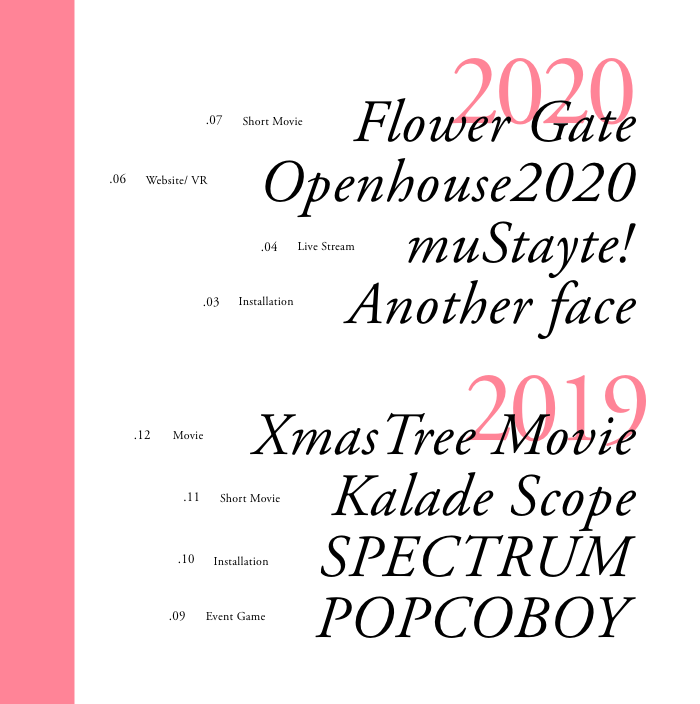 2020
.07 Short Movie Flower Gate
.06 Website/ VR Openhouse2020
.04 Live Stream muStayte!
.03 Installation Another face
2019
.12 Movie XmasTree Movie
.11 Short Movie Kalade Scope
.10 Installation SPECTRUM
.09 Event Game POPCOBOY